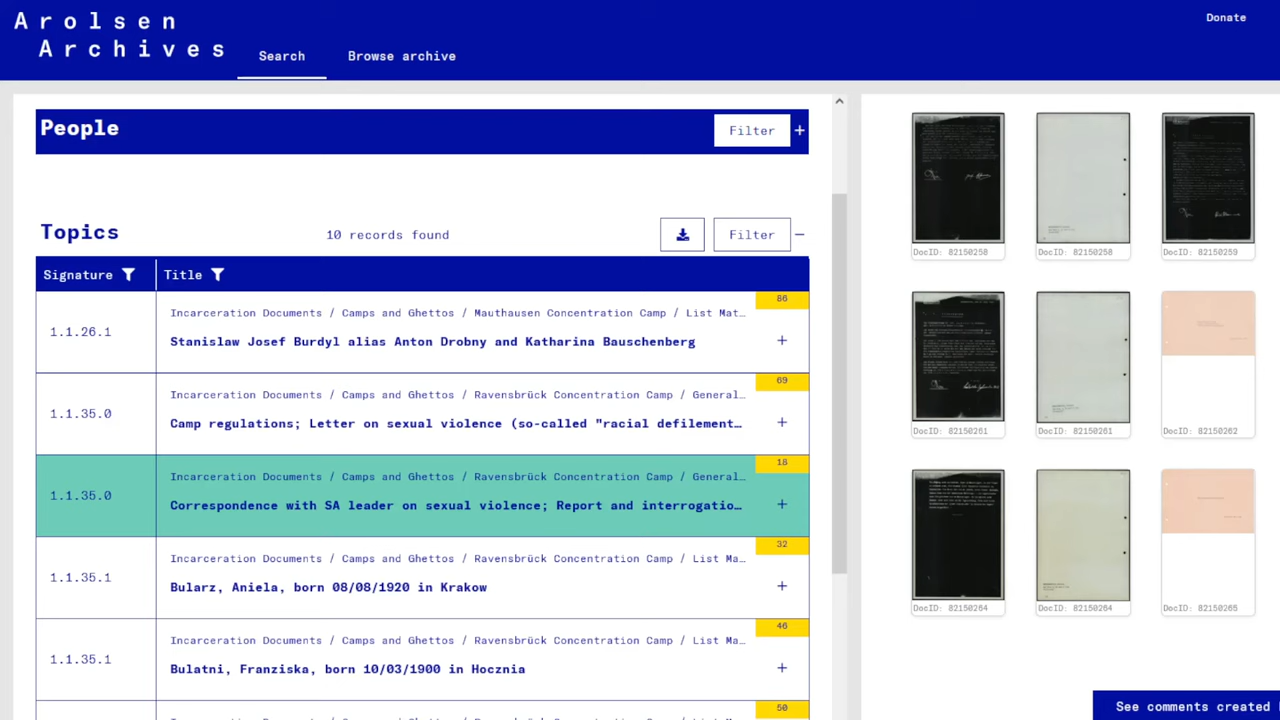 Arolsen
Archives
Search
Browse archive
Donate
People
Filter +
Topics
10 records found
Filter −
Signature
Title
86
1.1.26.1
Incarceration Documents / Camps and Ghettos / Mauthausen Concentration Camp / List Mat…
Stanislaw Josef Burdyl alias Anton Drobny and Katharina Bauschenberg
+
69
1.1.35.0
Incarceration Documents / Camps and Ghettos / Ravensbrück Concentration Camp / General…
Camp regulations; Letter on sexual violence (so-called "racial defilement…
+
18
1.1.35.0
Incarceration Documents / Camps and Ghettos / Ravensbrück Concentration Camp / General…
Correspondence with SA leader on sexual violence; Report and interrogatio…
+
32
1.1.35.1
Incarceration Documents / Camps and Ghettos / Ravensbrück Concentration Camp / List Ma…
Bularz, Aniela, born 08/08/1920 in Krakow
+
46
1.1.35.1
Incarceration Documents / Camps and Ghettos / Ravensbrück Concentration Camp / List Ma…
Bulatni, Franziska, born 10/03/1900 in Hocznia
+
50
DocID: 82150258
DocID: 82150258
DocID: 82150259
DocID: 82150261
DocID: 82150261
DocID: 82150262
DocID: 82150264
DocID: 82150264
DocID: 82150265
See comments created